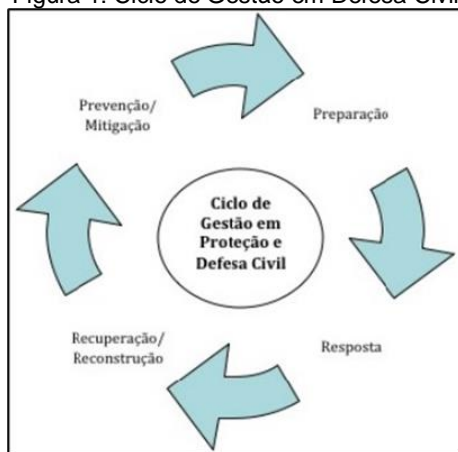 Figura 1: Ciclo de Gestão em Defesa Civil
Prevenção/
Mitigação
Preparação
Ciclo de
Gestão em
Proteção e
Defesa Civil
Recuperação/
Reconstrução
Resposta